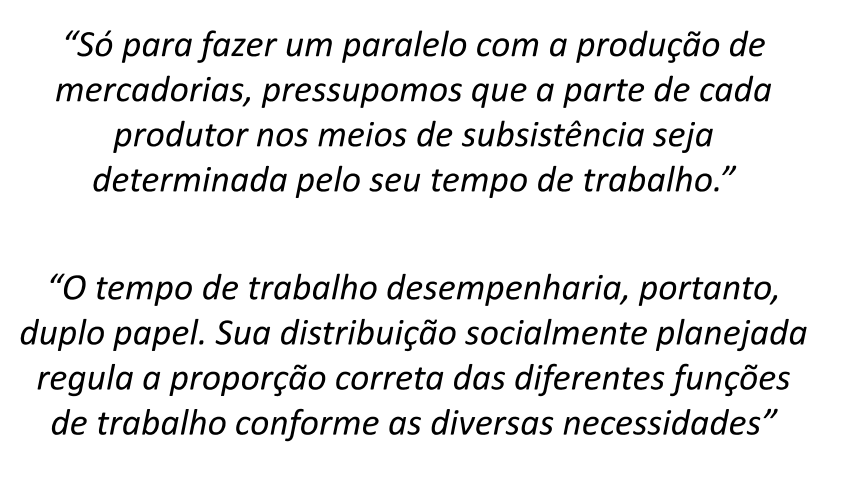 “Só para fazer um paralelo com a produção de
mercadorias, pressupomos que a parte de cada
produtor nos meios de subsistência seja
determinada pelo seu tempo de trabalho.”
“O tempo de trabalho desempenharia, portanto,
duplo papel. Sua distribuição socialmente planejada
regula a proporção correta das diferentes funções
de trabalho conforme as diversas necessidades”